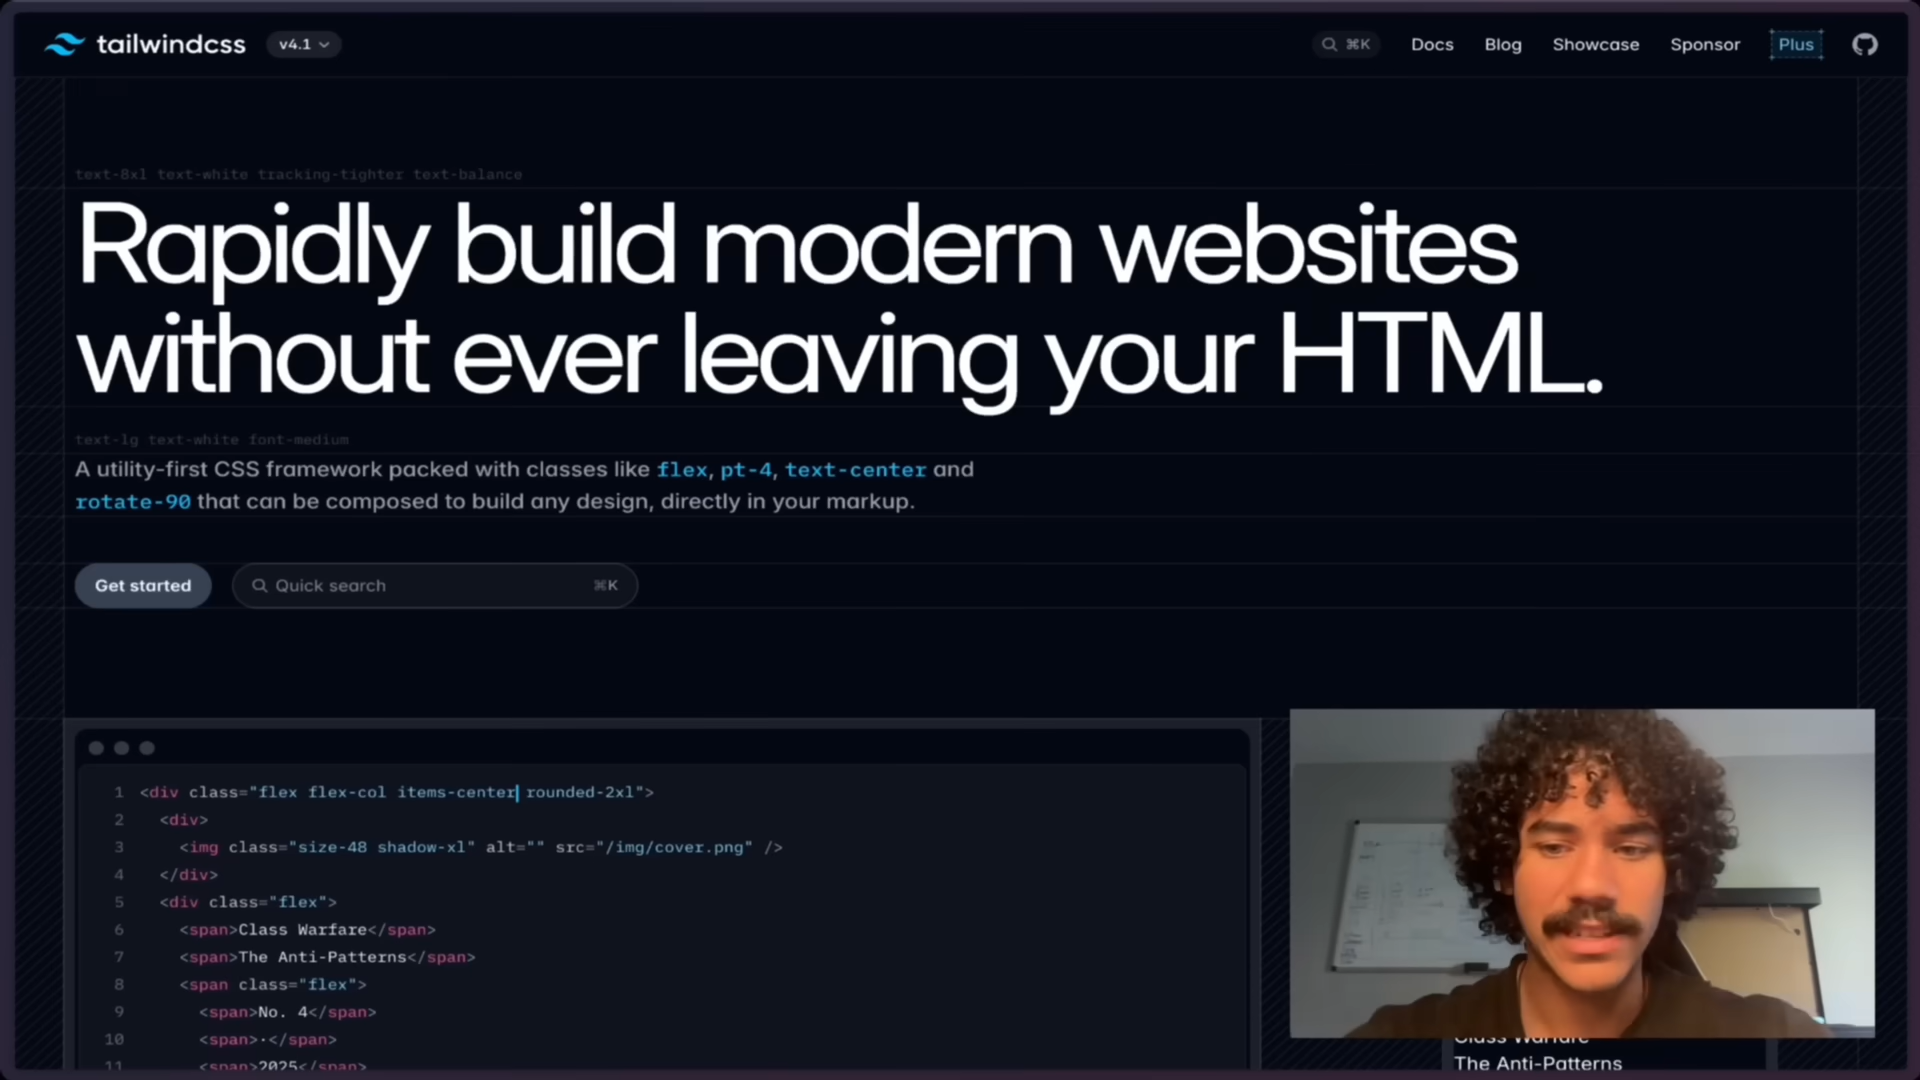 tailwindcss v4.1 ⌘K Docs Blog Showcase Sponsor Plus
text-8xl text-white tracking-tighter text-balance
Rapidly build modern websites
without ever leaving your HTML.
text-lg text-white font-medium
A utility-first CSS framework packed with classes like flex, pt-4, text-center and
rotate-90 that can be composed to build any design, directly in your markup.
Get started Quick search ⌘K
1 <div class="flex flex-col items-center rounded-2xl">
2 <div>
3 <img class="size-48 shadow-xl" alt="" src="/img/cover.png" />
4 </div>
5 <div class="flex">
6 <span>Class Warfare</span>
7 <span>The Anti-Patterns</span>
8 <span class="flex">
9 <span>No. 4</span>
10 <span>·</span>
11 <span>2025</span>
Class Warfare
The Anti-Patterns